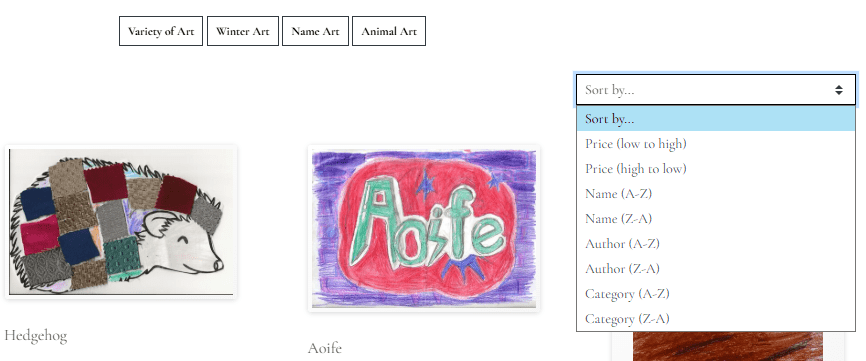 Variety of Art
Winter Art
Name Art
Animal Art
Sort by...
Sort by...
Price (low to high)
Price (high to low)
Name (A-Z)
Name (Z-A)
Author (A-Z)
Author (Z-A)
Category (A-Z)
Category (Z-A)
Aoife
Hedgehog
Aoife